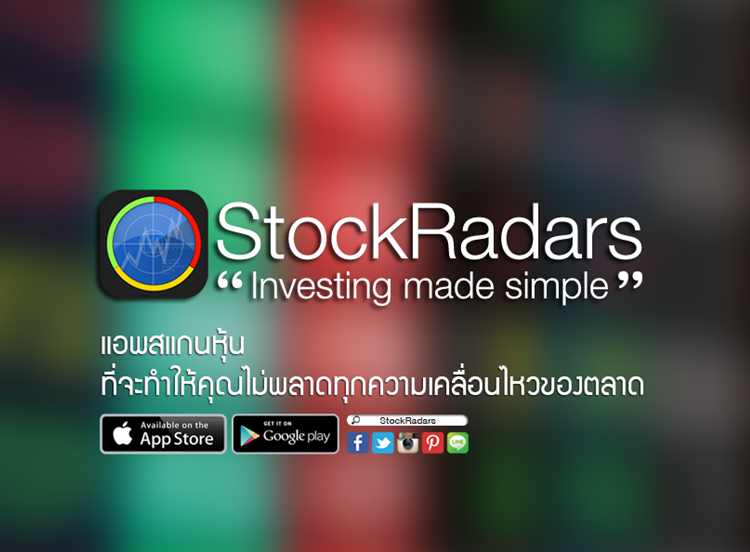 StockRadars
“Investing made simple”
แอพสแกนหุ้น
ที่จะทำให้คุณไม่พลาดทุกความเคลื่อนไหวของตลาด
Available on the
App Store
GET IT ON
Google play
StockRadars
LINE